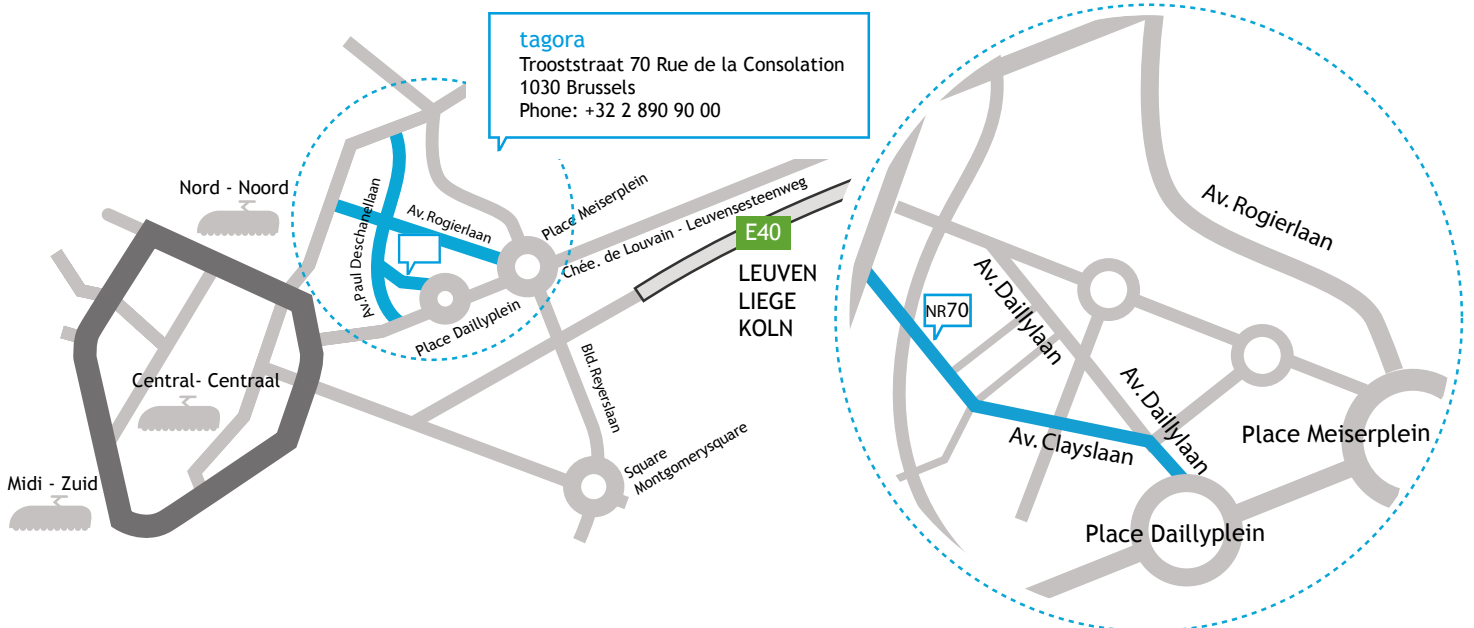 tagora
Trooststraat 70 Rue de la Consolation
1030 Brussels
Phone: +32 2 890 90 00
Nord - Noord
Av.Paul Deschanellaan
Av. Rogierlaan
Place Meiserplein
Chée. de Louvain - Leuvensesteenweg
E40
LEUVEN
LIEGE
KOLN
Place Daillyplein
Bld.Reyerslaan
Central- Centraal
Square
Montgomerysquare
Midi - Zuid
Av. Rogierlaan
Av. Daillylaan
NR70
Av. Daillylaan
Av. Clayslaan
Place Meiserplein
Place Daillyplein